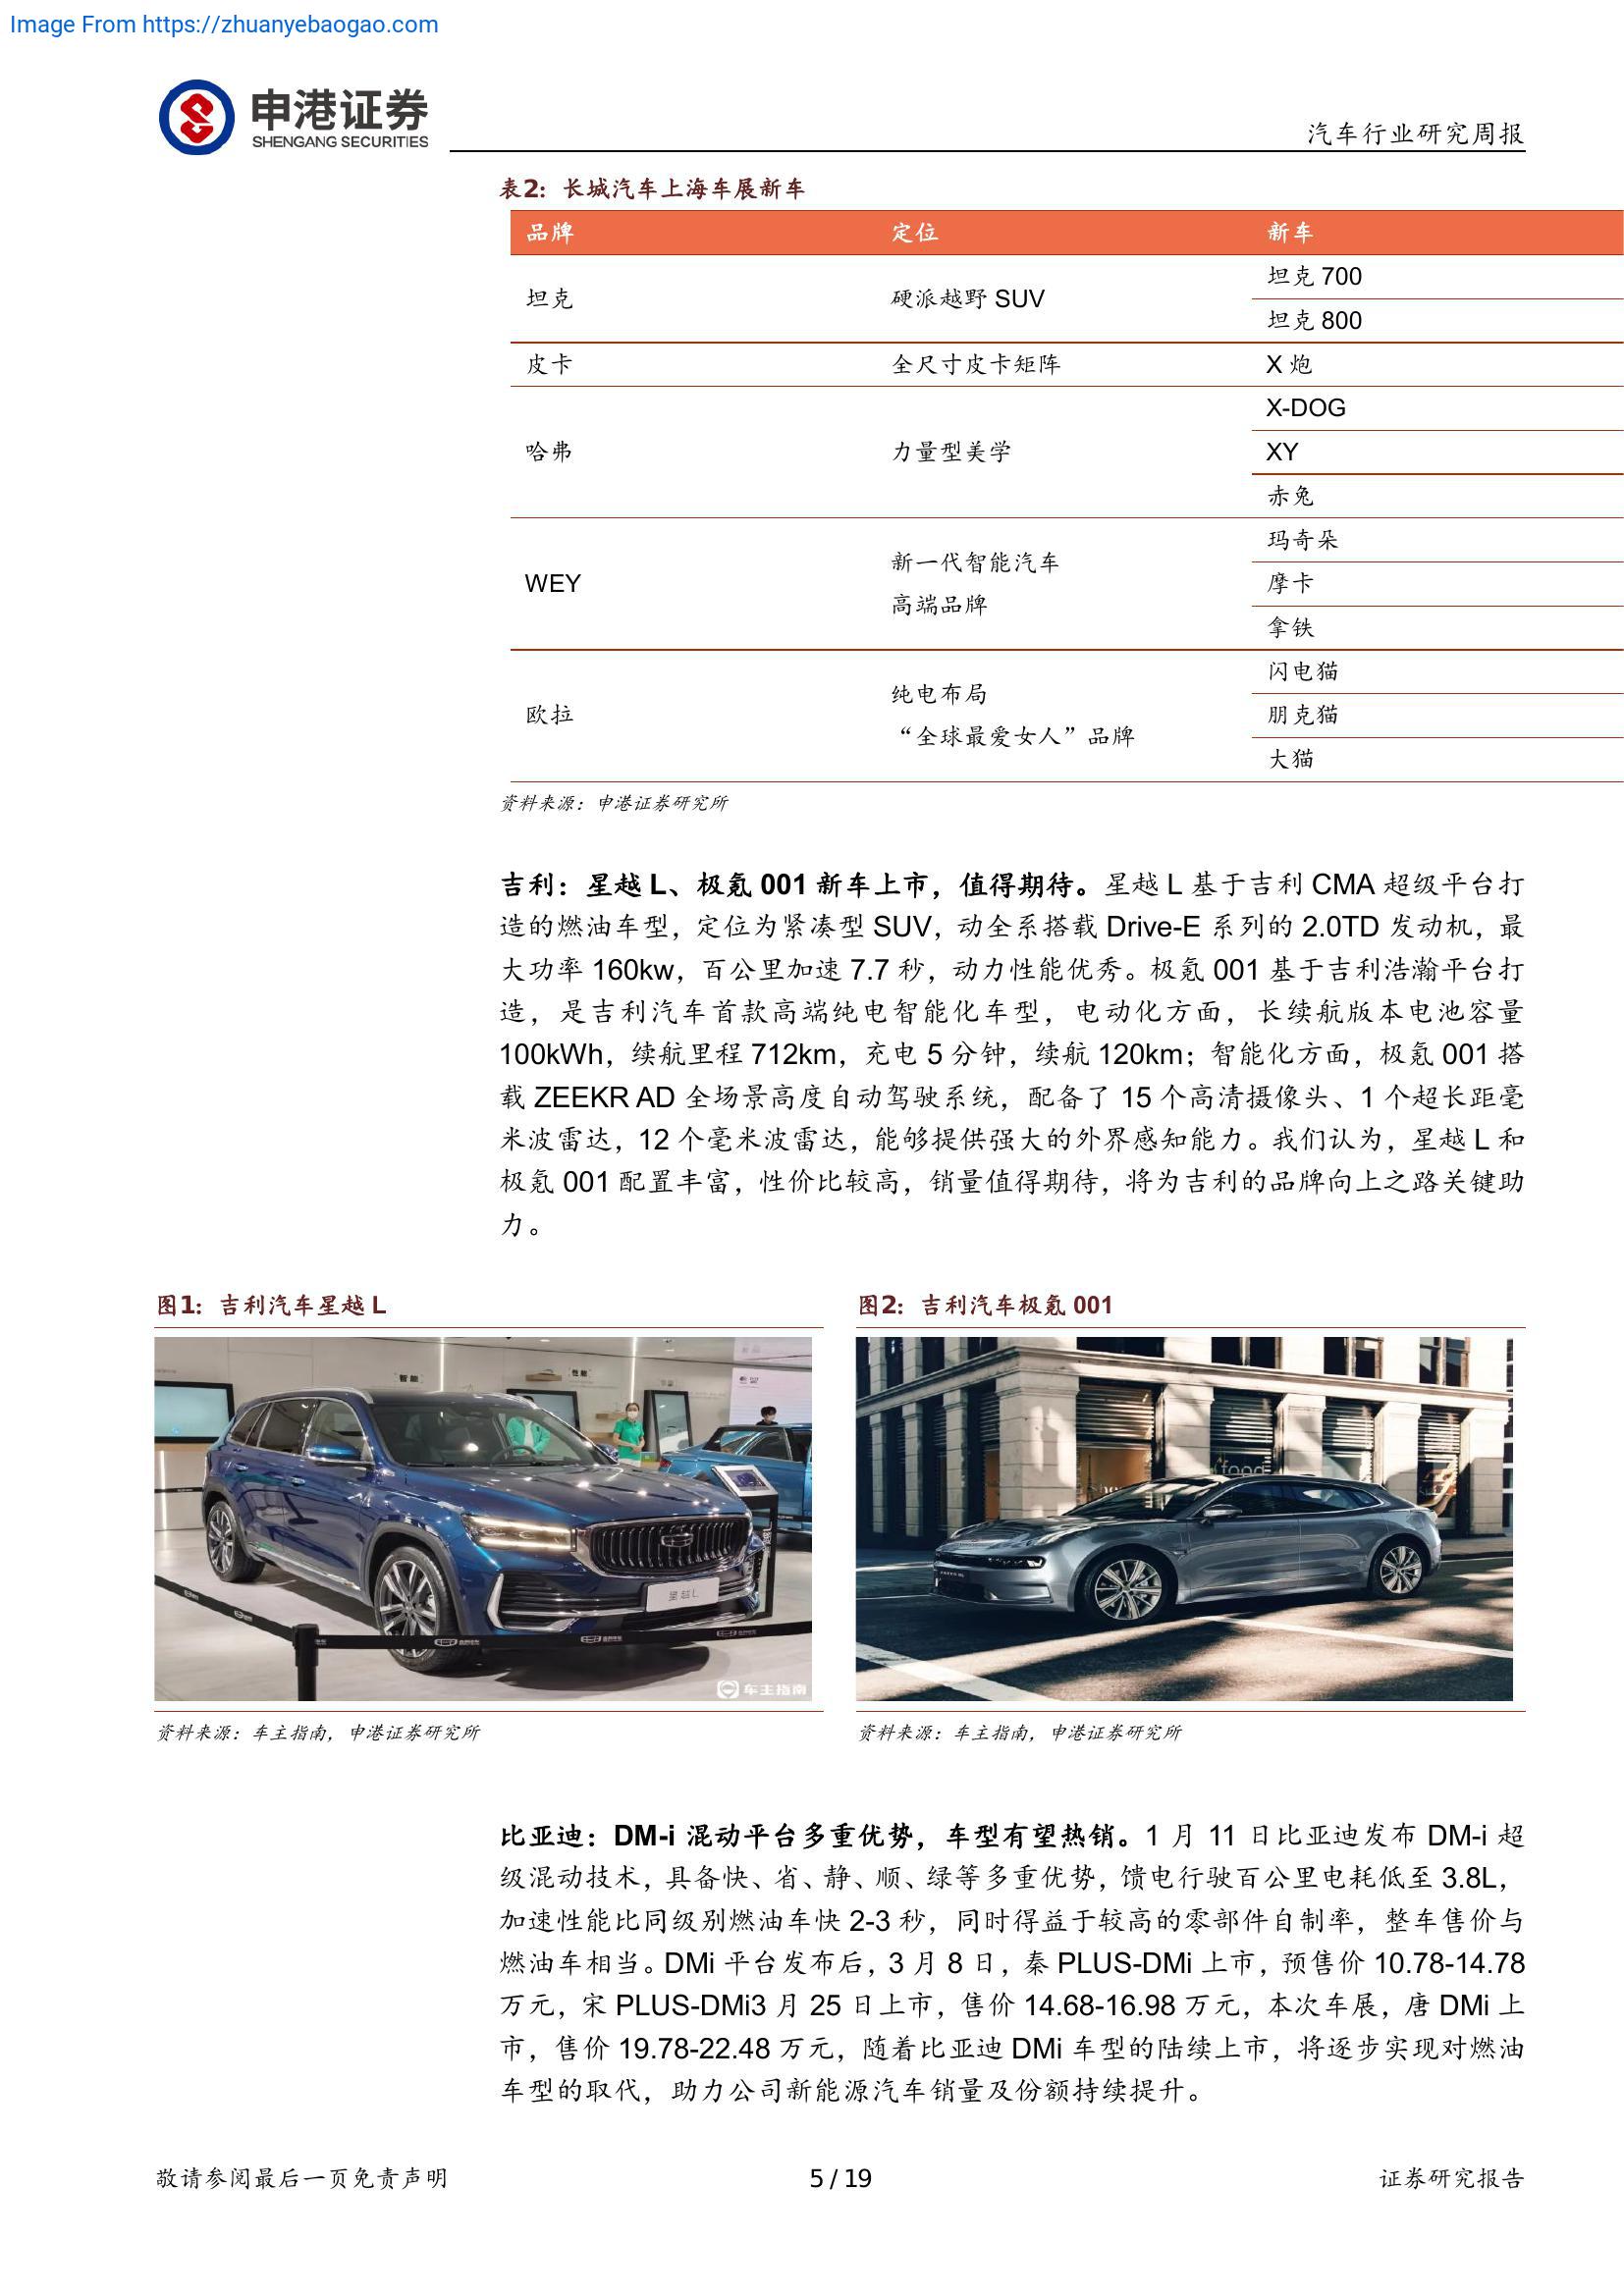 Image From https://zhuanyebaogao.com
申港证券
SHENGANG SECURITIES
汽车行业研究周报
表2：长城汽车上海车展新车
品牌 定位 新车
坦克 硬派越野 SUV 坦克 700
坦克 800
皮卡 全尺寸皮卡矩阵 X 炮
哈弗 力量型美学 X-DOG
XY
赤兔
WEY 新一代智能汽车 玛奇朵
高端品牌 摩卡
拿铁
欧拉 纯电布局 闪电猫
“全球最爱女人”品牌 朋克猫
大猫
资料来源：申港证券研究所
吉利：星越 L、极氪 001 新车上市，值得期待。星越 L 基于吉利 CMA 超级平台打
造的燃油车型，定位为紧凑型 SUV，动全系搭载 Drive-E 系列的 2.0TD 发动机，最
大功率 160kw，百公里加速 7.7 秒，动力性能优秀。极氪 001 基于吉利浩瀚平台打
造，是吉利汽车首款高端纯电智能化车型，电动化方面，长续航版本电池容量
100kWh，续航里程 712km，充电 5 分钟，续航 120km；智能化方面，极氪 001 搭
载 ZEEKR AD 全场景高度自动驾驶系统，配备了 15 个高清摄像头、1 个超长距毫
米波雷达，12 个毫米波雷达，能够提供强大的外界感知能力。我们认为，星越 L 和
极氪 001 配置丰富，性价比较高，销量值得期待，将为吉利的品牌向上之路关键助
力。
图1：吉利汽车星越 L
图2：吉利汽车极氪 001
智能
星越L
车主指南
food
资料来源：车主指南，申港证券研究所
资料来源：车主指南，申港证券研究所
比亚迪：DM-i 混动平台多重优势，车型有望热销。1 月 11 日比亚迪发布 DM-i 超
级混动技术，具备快、省、静、顺、绿等多重优势，馈电行驶百公里电耗低至 3.8L，
加速性能比同级别燃油车快 2-3 秒，同时得益于较高的零部件自制率，整车售价与
燃油车相当。DMi 平台发布后，3 月 8 日，秦 PLUS-DMi 上市，预售价 10.78-14.78
万元，宋 PLUS-DMi3 月 25 日上市，售价 14.68-16.98 万元，本次车展，唐 DMi 上
市，售价 19.78-22.48 万元，随着比亚迪 DMi 车型的陆续上市，将逐步实现对燃油
车型的取代，助力公司新能源汽车销量及份额持续提升。
敬请参阅最后一页免责声明
5 / 19
证券研究报告